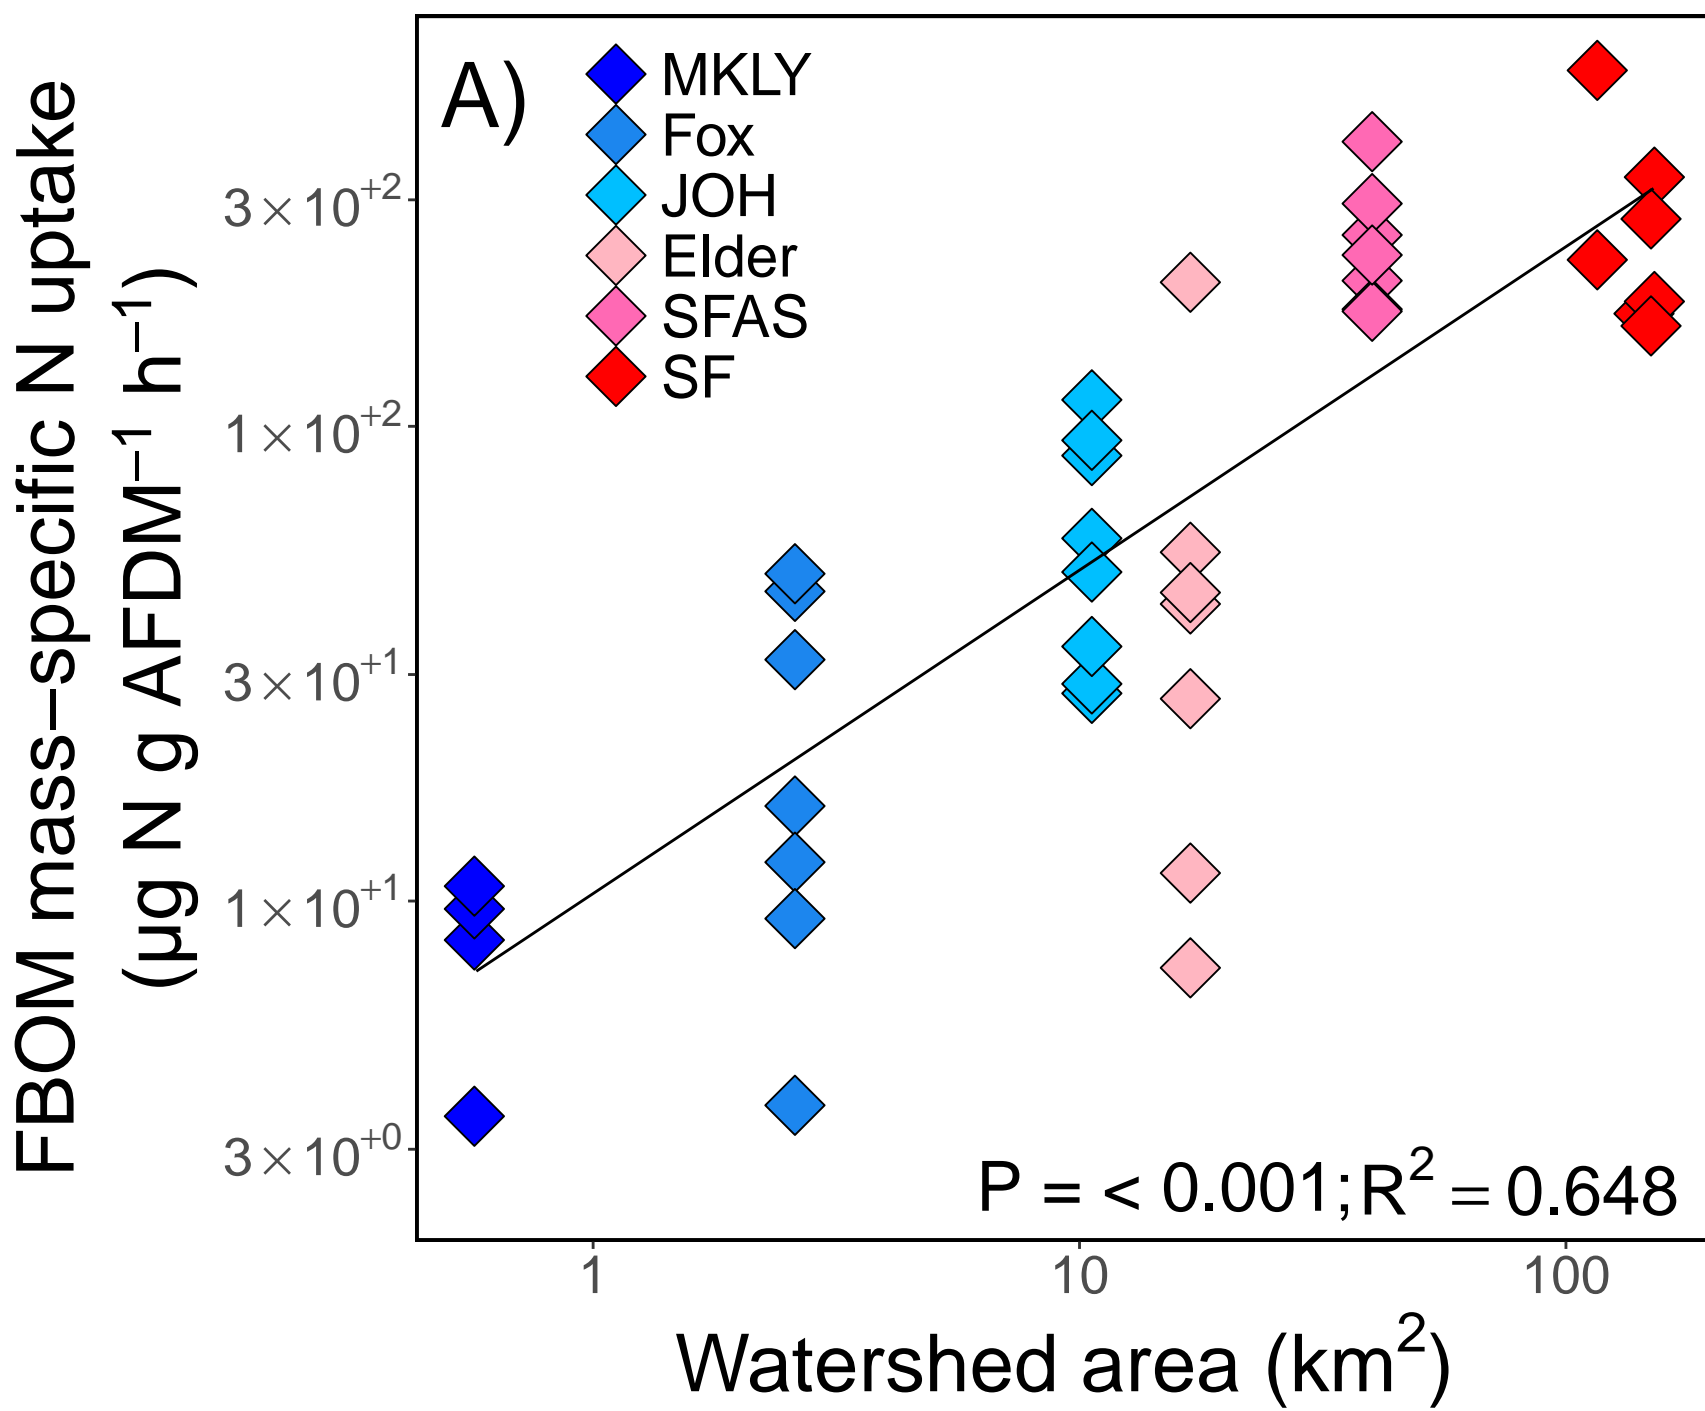 FBOM mass–specific N uptake
(µg N g AFDM⁻¹ h⁻¹)
A)
MKLY
Fox
JOH
Elder
SFAS
SF
3×10⁺²
1×10⁺²
3×10⁺¹
1×10⁺¹
3×10⁺⁰
P = < 0.001; R² = 0.648
1 10 100
Watershed area (km²)